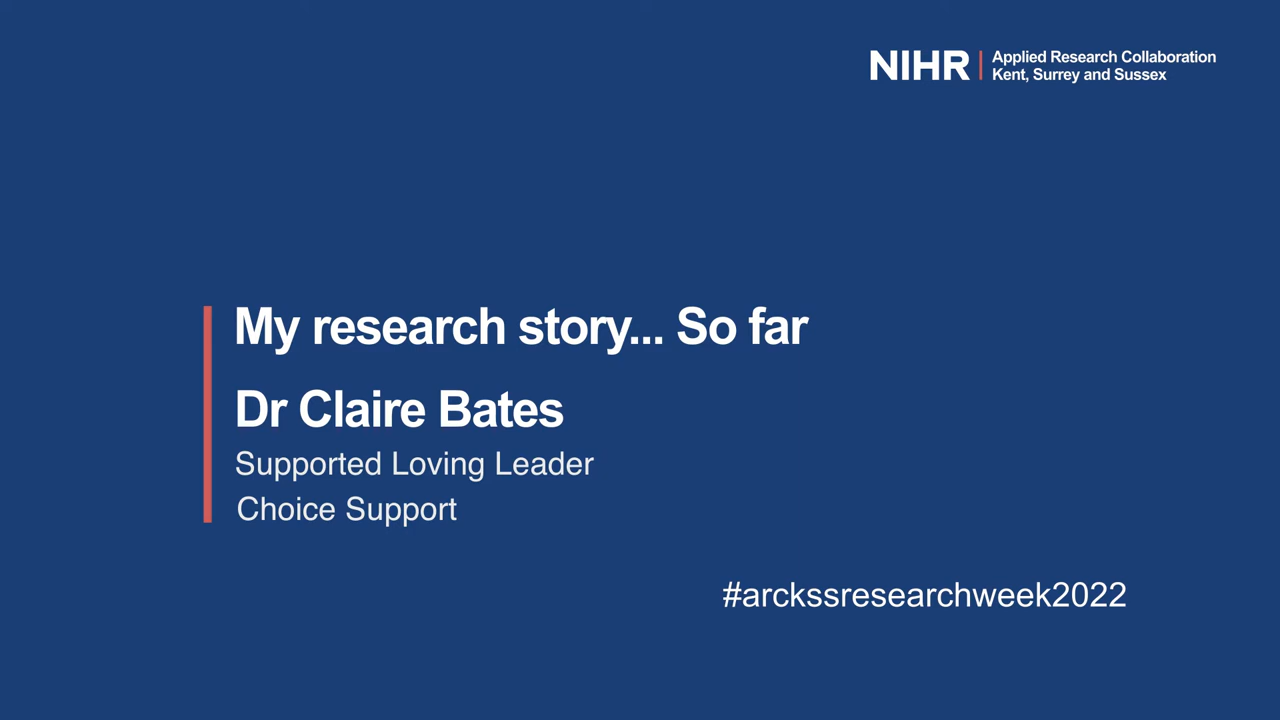 NIHR
Applied Research Collaboration
Kent, Surrey and Sussex
My research story... So far
Dr Claire Bates
Supported Loving Leader
Choice Support
#arckssresearchweek2022